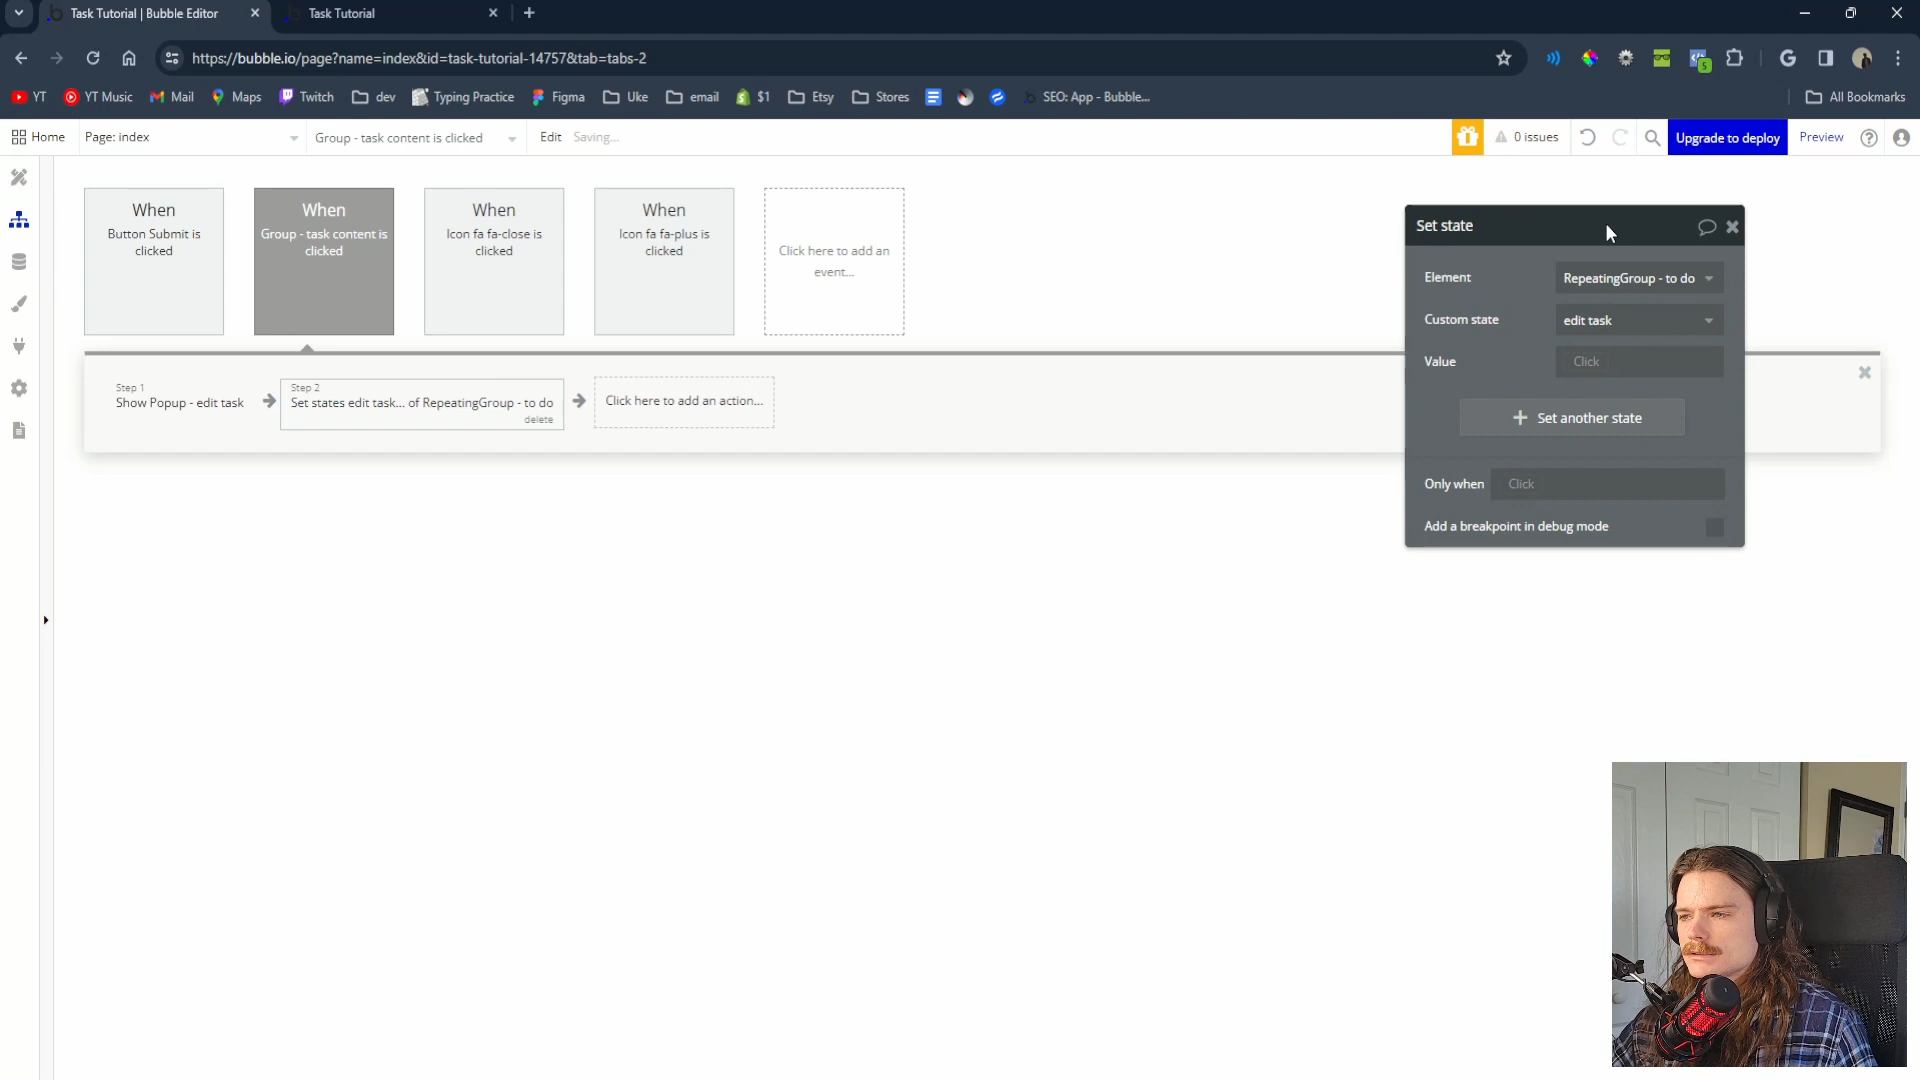 Task Tutorial | Bubble Editor
Task Tutorial
https://bubble.io/page?name=index&id=task-tutorial-14757&tab=tabs-2
5
YT
YT Music
Mail
Maps
Twitch
dev
Typing Practice
Figma
Uke
email
$1
Etsy
Stores
SEO: App - Bubble...
All Bookmarks
Home
Page: index
Group - task content is clicked
Edit
Saving...
0 issues
Upgrade to deploy
Preview
When
Button Submit is
clicked
When
Group - task content is
clicked
When
Icon fa fa-close is
clicked
When
Icon fa fa-plus is
clicked
Click here to add an
event...
Step 1
Show Popup - edit task
Step 2
Set states edit task... of RepeatingGroup - to do
delete
Click here to add an action...
Set state
Element
RepeatingGroup - to do
Custom state
edit task
Value
Click
Set another state
Only when
Click
Add a breakpoint in debug mode